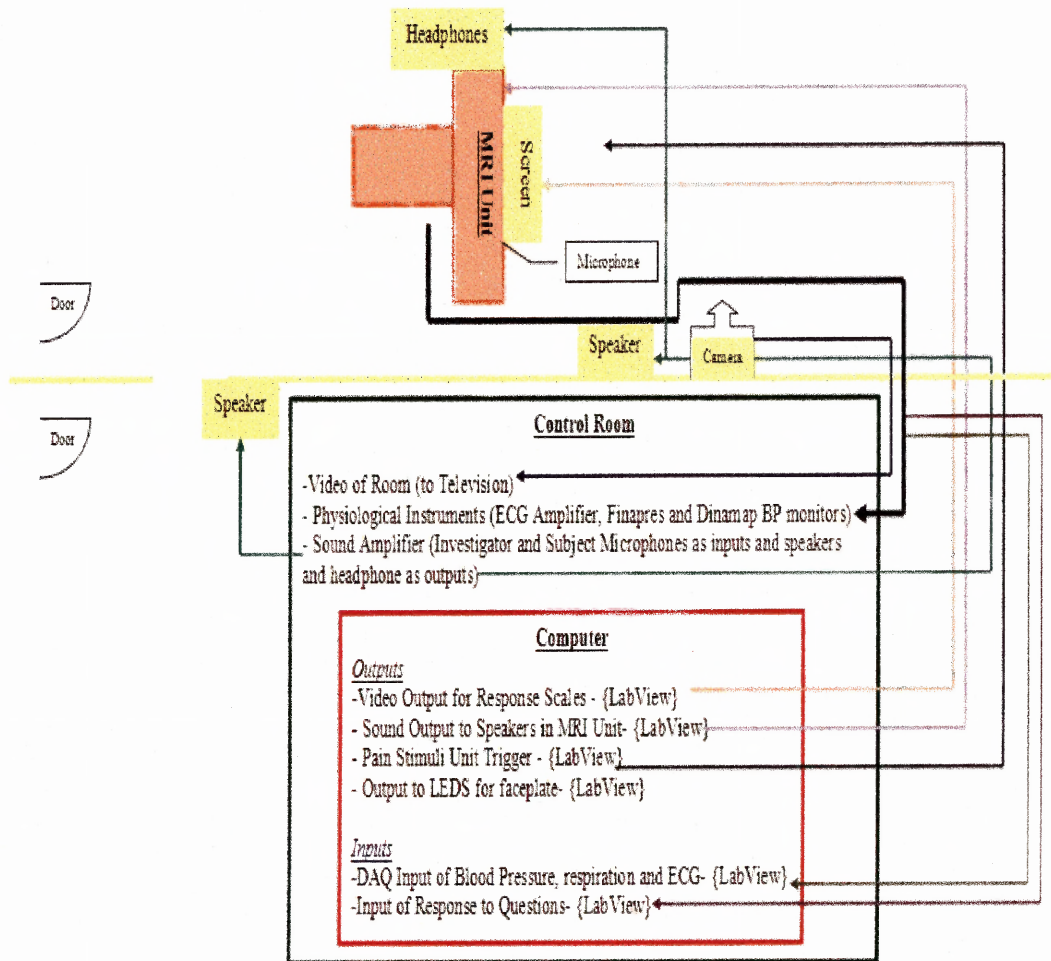 Headphones
MRI Unit
Screen
Microphone
Door
Speaker
Camera
Speaker
Door
Control Room
-Video of Room (to Television)
- Physiological Instruments (ECG Amplifier, Finapres and Dinamap BP monitors)
- Sound Amplifier (Investigator and Subject Microphones as inputs and speakers
and headphone as outputs)
Computer
Outputs
-Video Output for Response Scales - {LabView}
- Sound Output to Speakers in MRI Unit- {LabView}
- Pain Stimuli Unit Trigger - {LabView}
- Output to LEDS for faceplate- {LabView}
Inputs
-DAQ Input of Blood Pressure, respiration and ECG- {LabView}
-Input of Response to Questions- {LabView}